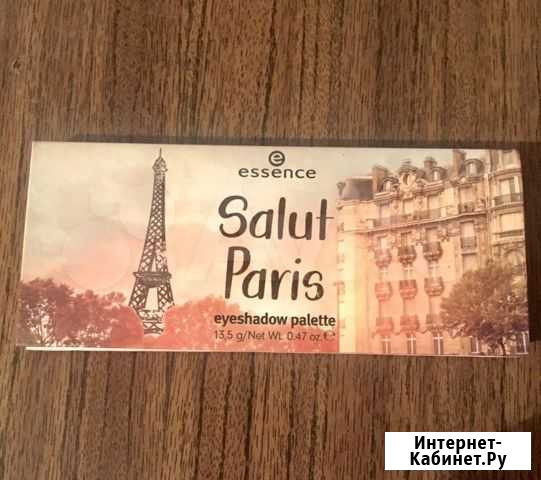 essence
Salut
Paris
eyeshadow palette
13,5 g/Net Wt. 0.47 oz. ℮
Интернет-
Кабинет.Ру